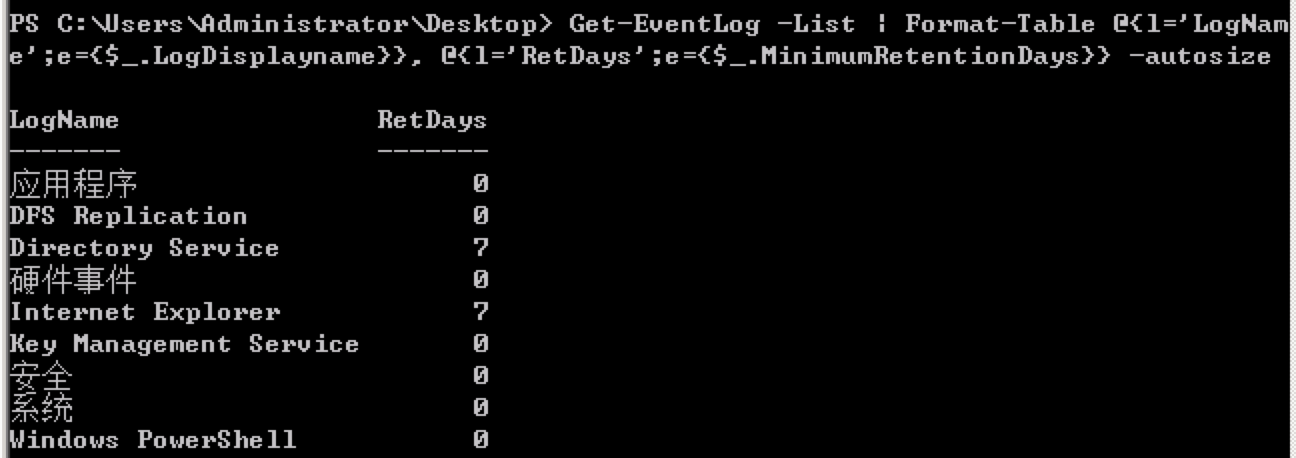 PS C:\Users\Administrator\Desktop> Get-EventLog -List | Format-Table @{l='LogNam
e';e={$_.LogDisplayname}}, @{l='RetDays';e={$_.MinimumRetentionDays}} -autosize
LogName RetDays
------- -------
应用程序 0
DFS Replication 0
Directory Service 7
硬件事件 0
Internet Explorer 7
Key Management Service 0
安全 0
系统 0
Windows PowerShell 0